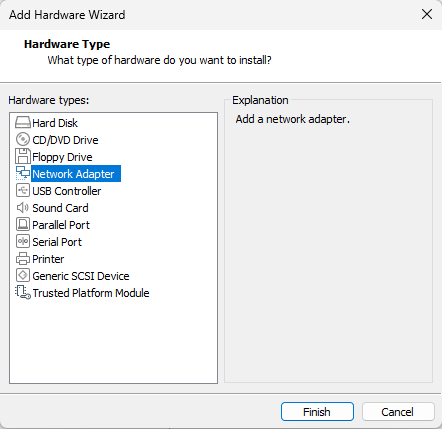 Add Hardware Wizard
Hardware Type
What type of hardware do you want to install?
Hardware types:
Hard Disk
CD/DVD Drive
Floppy Drive
Network Adapter
USB Controller
Sound Card
Parallel Port
Serial Port
Printer
Generic SCSI Device
Trusted Platform Module
Explanation
Add a network adapter.
Finish
Cancel